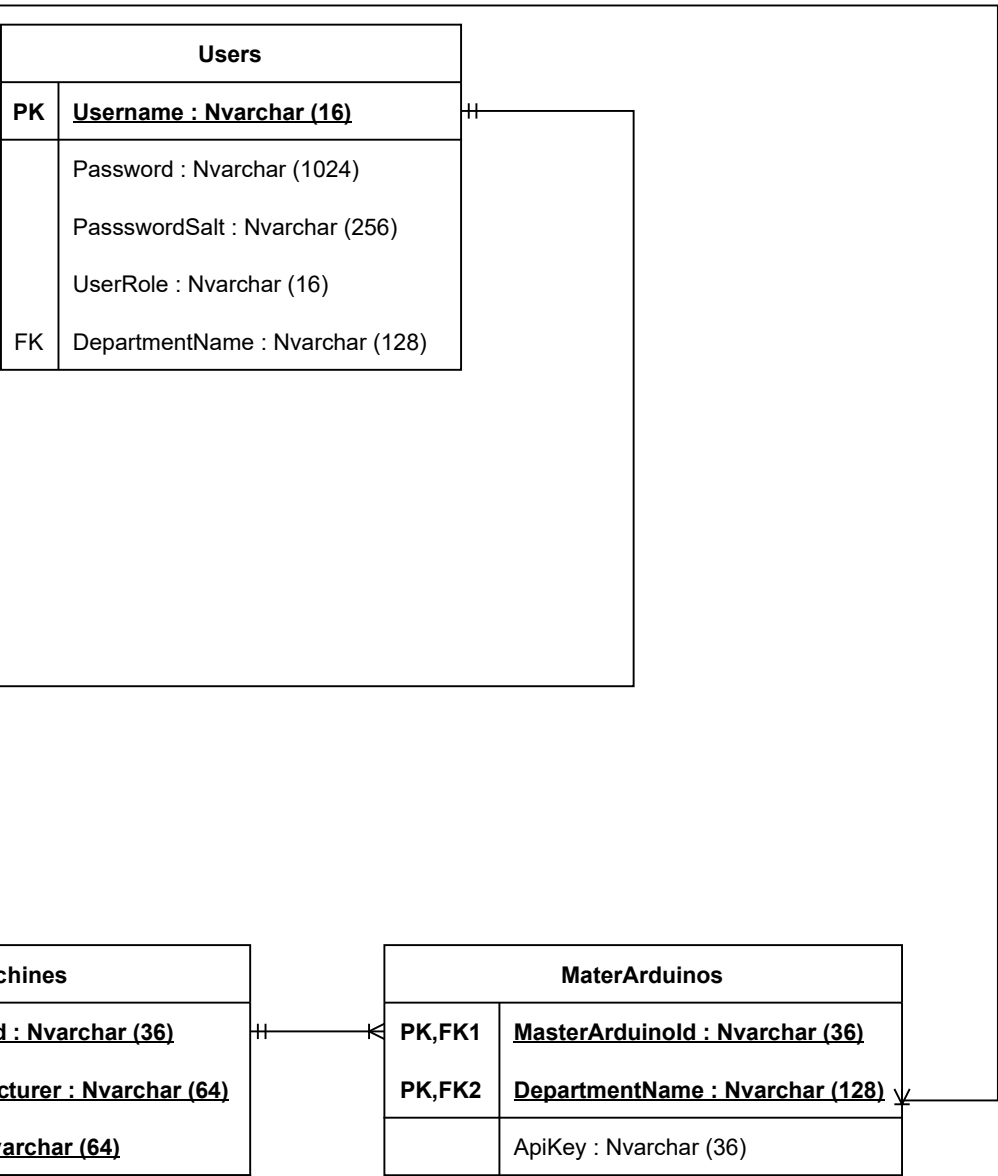 Users
PK Username : Nvarchar (16)
Password : Nvarchar (1024)
PassswordSalt : Nvarchar (256)
UserRole : Nvarchar (16)
FK DepartmentName : Nvarchar (128)
chines
d : Nvarchar (36)
cturer : Nvarchar (64)
varchar (64)
MaterArduinos
PK,FK1 MasterArduinoId : Nvarchar (36)
PK,FK2 DepartmentName : Nvarchar (128)
ApiKey : Nvarchar (36)